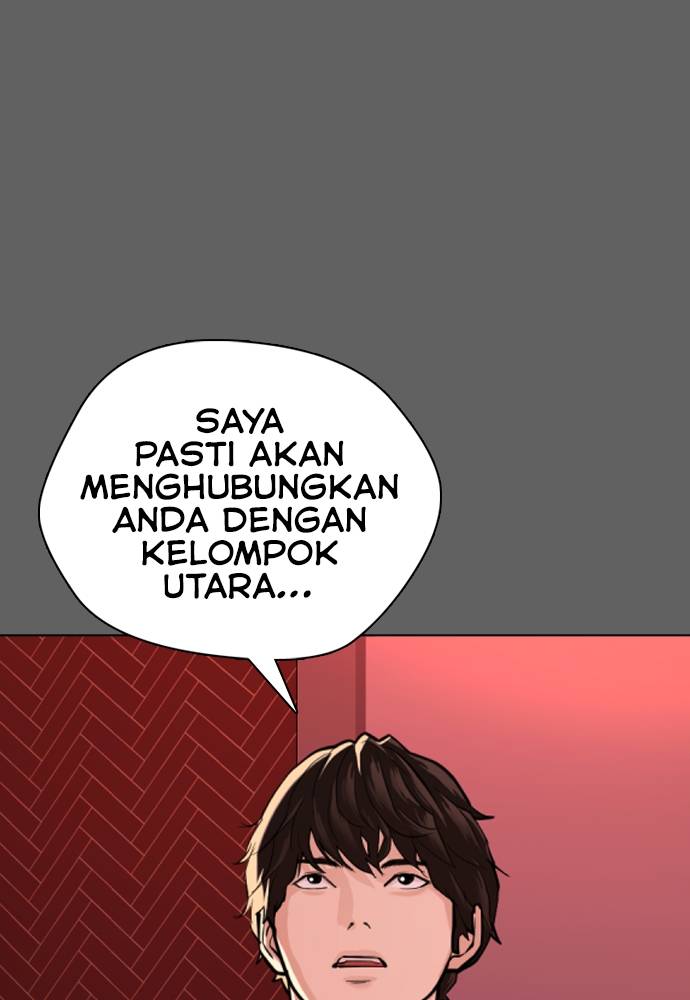 SAYA
PASTI AKAN
MENGHUBUNGKAN
ANDA DENGAN
KELOMPOK
UTARA...